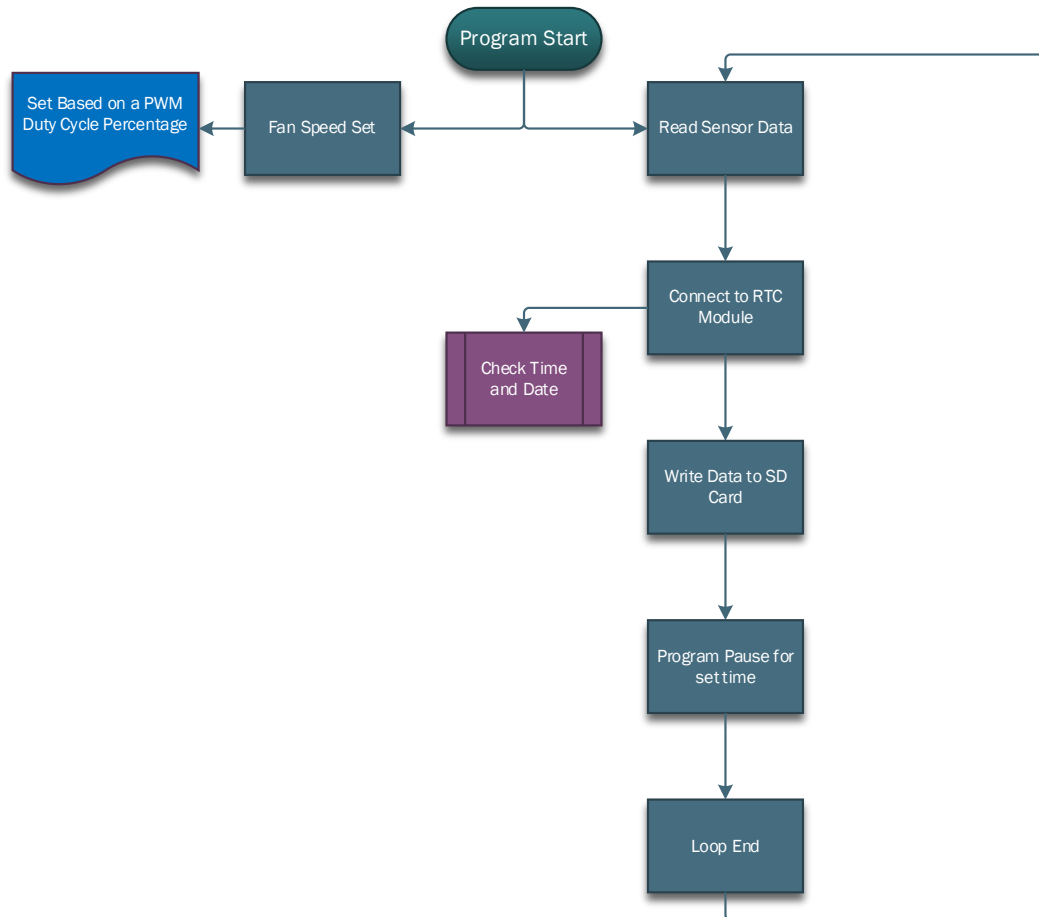 Program Start
Set Based on a PWM
Duty Cycle Percentage
Fan Speed Set
Read Sensor Data
Connect to RTC
Module
Check Time
and Date
Write Data to SD
Card
Program Pause for
set time
Loop End